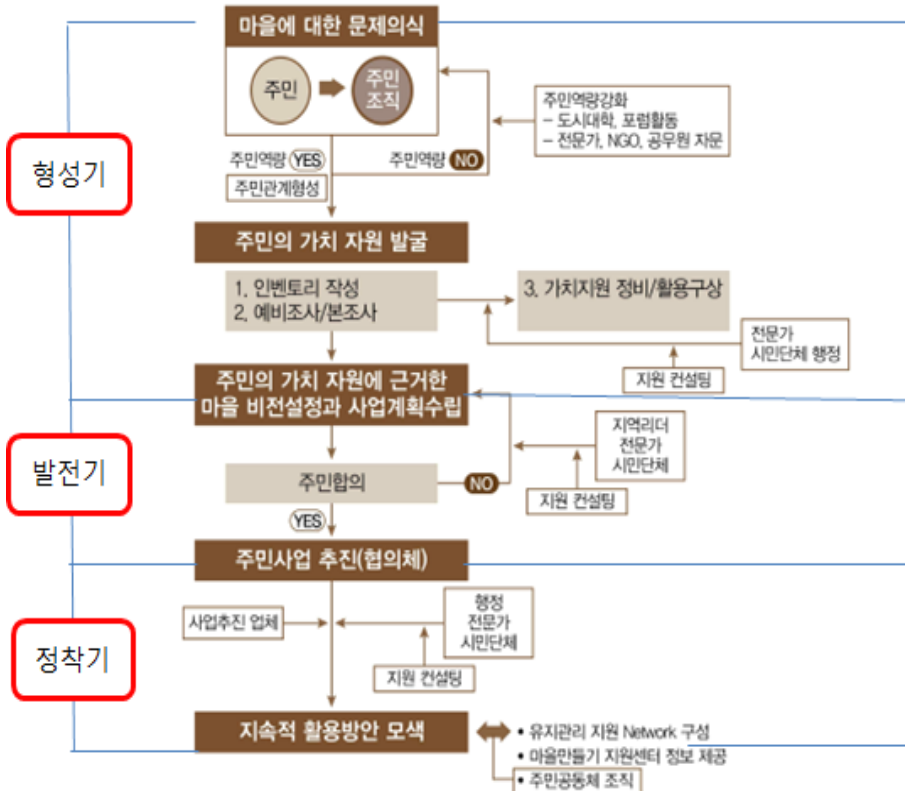 마을에 대한 문제의식
주민
주민
조직
주민역량강화
– 도시대학, 포럼활동
– 전문가, NGO, 공무원 자문
주민역량 YES
주민역량 NO
주민관계형성
형성기
주민의 가치 자원 발굴
1. 인벤토리 작성
2. 예비조사/본조사
3. 가치지원 정비/활용구상
전문가
시민단체 행정
지원 컨설팅
주민의 가치 자원에 근거한
마을 비전설정과 사업계획수립
지역리더
전문가
시민단체
발전기
주민합의
NO
지원 컨설팅
YES
주민사업 추진(협의체)
사업추진 업체
행정
전문가
시민단체
정착기
지원 컨설팅
지속적 활용방안 모색
• 유지관리 지원 Network 구성
• 마을만들기 지원센터 정보 제공
• 주민공동체 조직